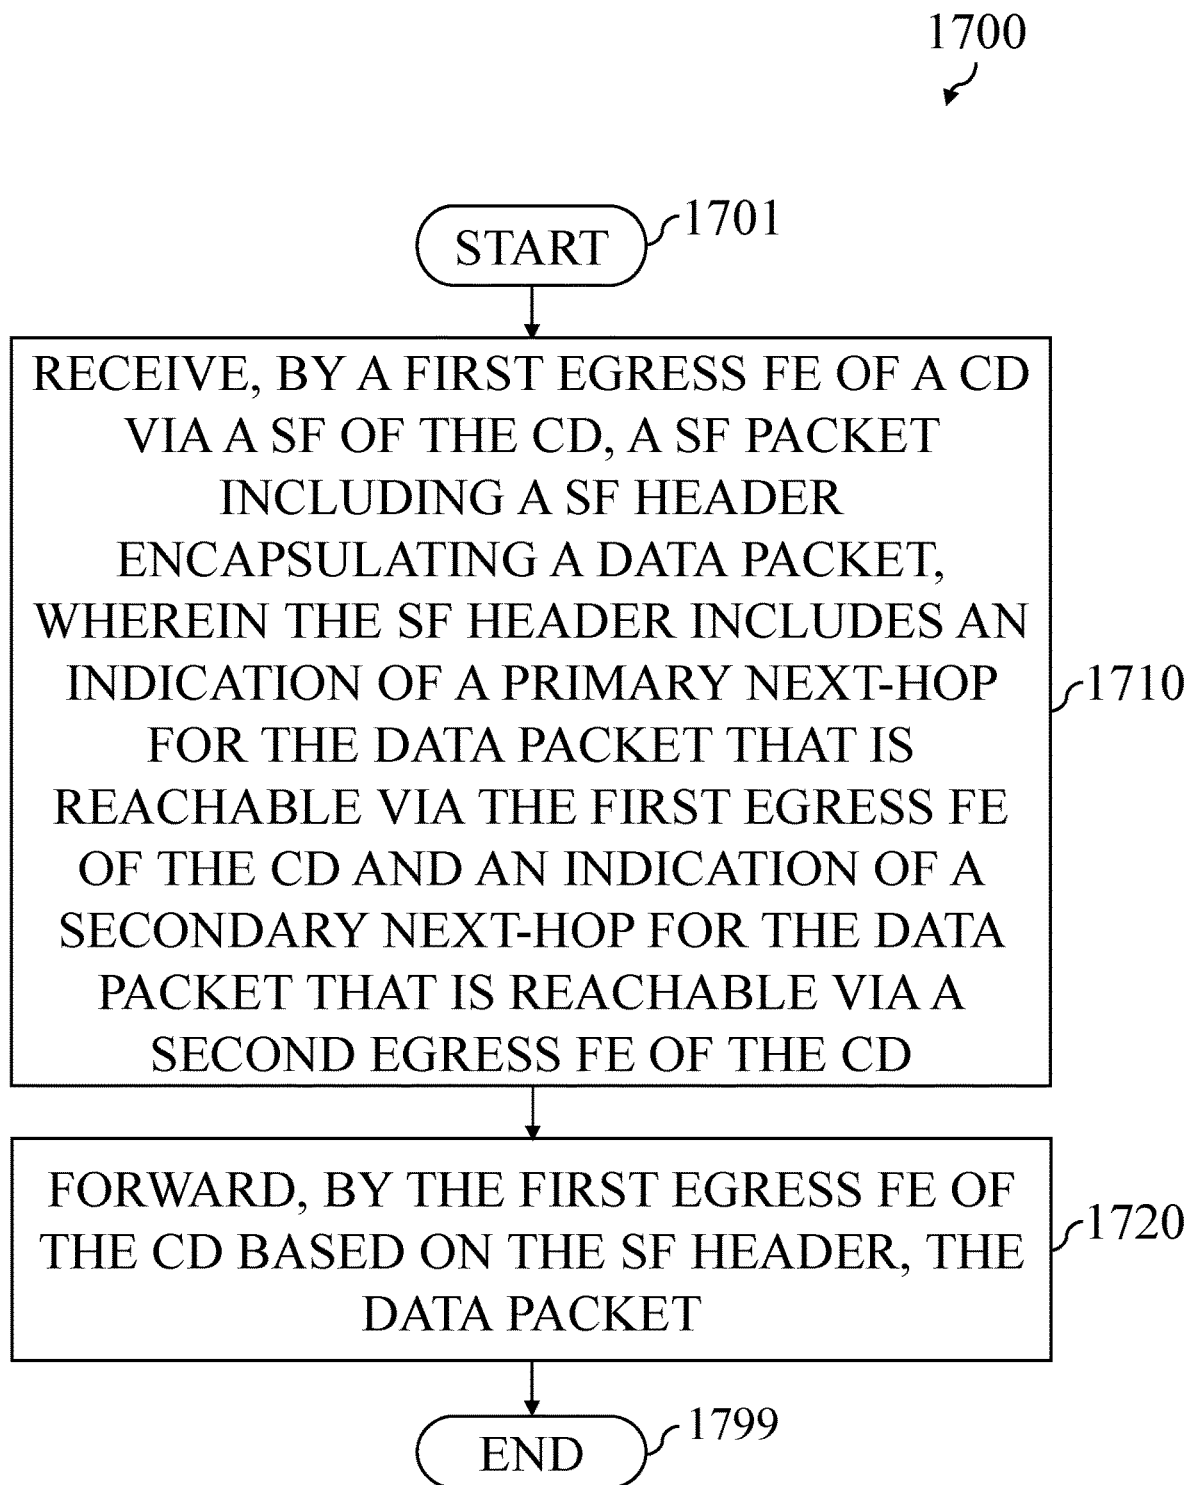 1700
START
1701
RECEIVE, BY A FIRST EGRESS FE OF A CD
VIA A SF OF THE CD, A SF PACKET
INCLUDING A SF HEADER
ENCAPSULATING A DATA PACKET,
WHEREIN THE SF HEADER INCLUDES AN
INDICATION OF A PRIMARY NEXT-HOP
FOR THE DATA PACKET THAT IS
REACHABLE VIA THE FIRST EGRESS FE
OF THE CD AND AN INDICATION OF A
SECONDARY NEXT-HOP FOR THE DATA
PACKET THAT IS REACHABLE VIA A
SECOND EGRESS FE OF THE CD
1710
FORWARD, BY THE FIRST EGRESS FE OF
THE CD BASED ON THE SF HEADER, THE
DATA PACKET
1720
END
1799